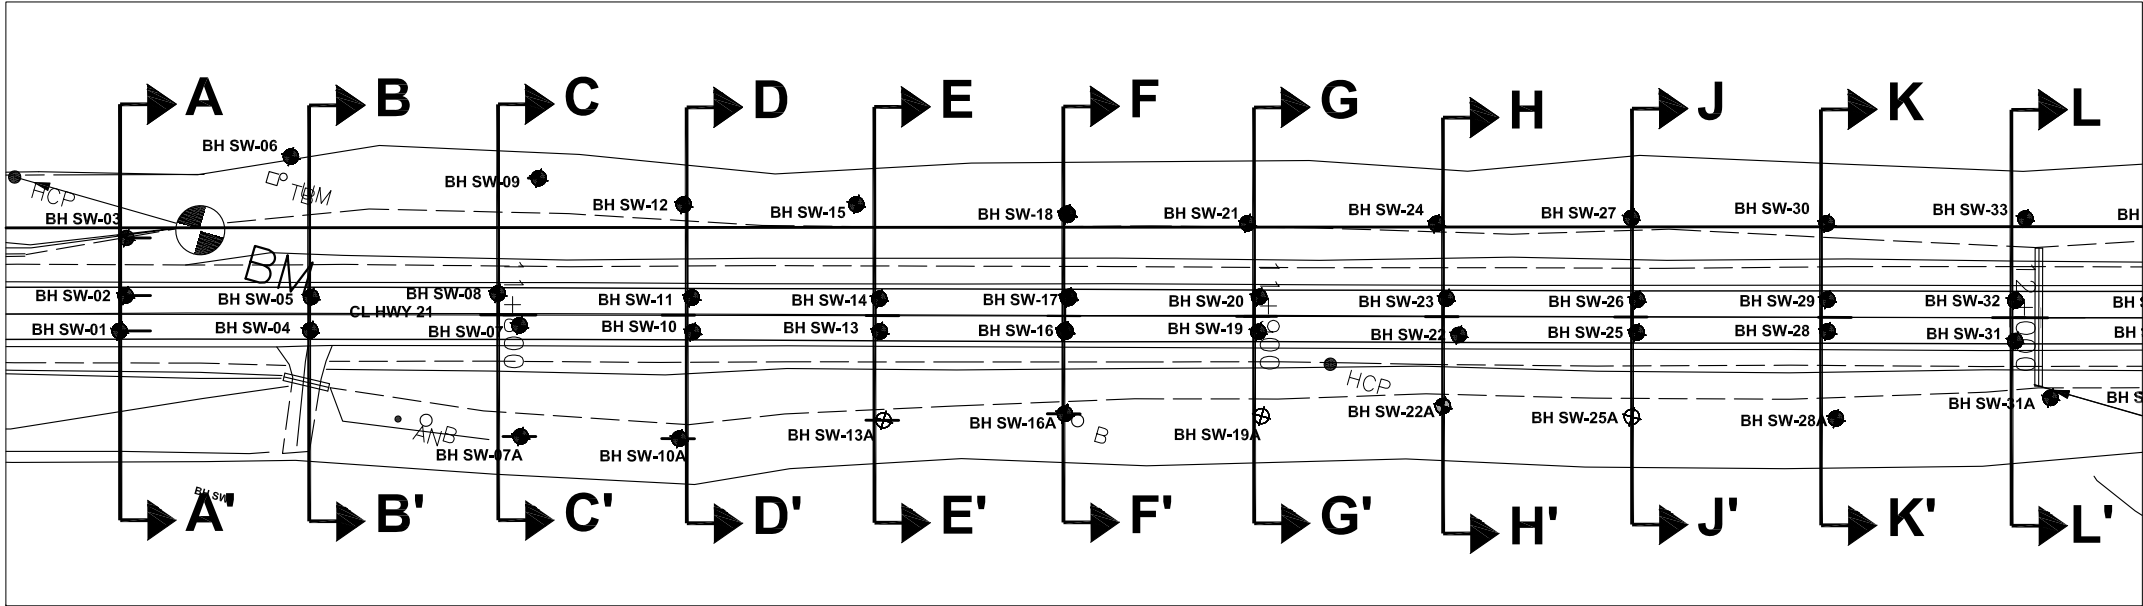 A B C D E F G H J K L
BH SW-06
BH SW-09
BH SW-12
BH SW-15
BH SW-18
BH SW-21
BH SW-24
BH SW-27
BH SW-30
BH SW-33
BH
HCP
TBM
BH SW-03
BM
BH SW-02
BH SW-05
BH SW-08
BH SW-11
BH SW-14
BH SW-17
BH SW-20
BH SW-23
BH SW-26
BH SW-29
BH SW-32
CL HWY 21
BH SW-01
BH SW-04
BH SW-07
BH SW-10
BH SW-13
BH SW-16
BH SW-19
BH SW-22
BH SW-25
BH SW-28
BH SW-31
HCP
ANB
B
BH SW-07A
BH SW-10A
BH SW-13A
BH SW-16A
BH SW-19A
BH SW-22A
BH SW-25A
BH SW-28A
BH SW-31A
BH S
BH SW
A' B' C' D' E' F' G' H' J' K' L'